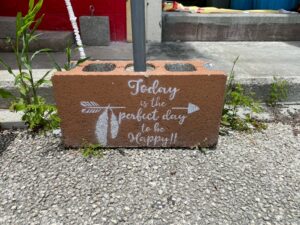 Today
is the
perfect day
to be
Happy!!